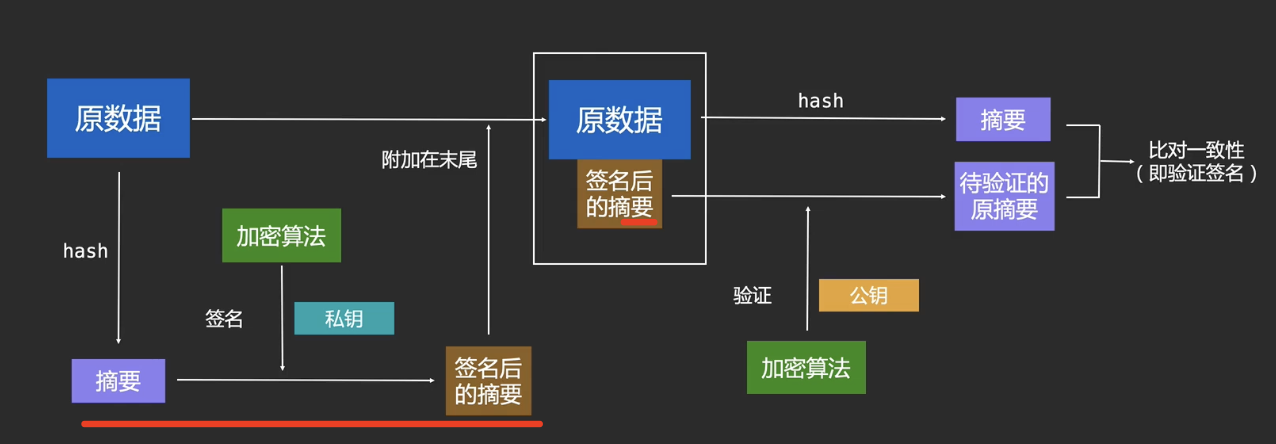 原数据
hash
加密算法
签名
私钥
摘要
签名后
的摘要
附加在末尾
原数据
签名后
的摘要
hash
摘要
待验证的
原摘要
验证
公钥
加密算法
比对一致性
（即验证签名）